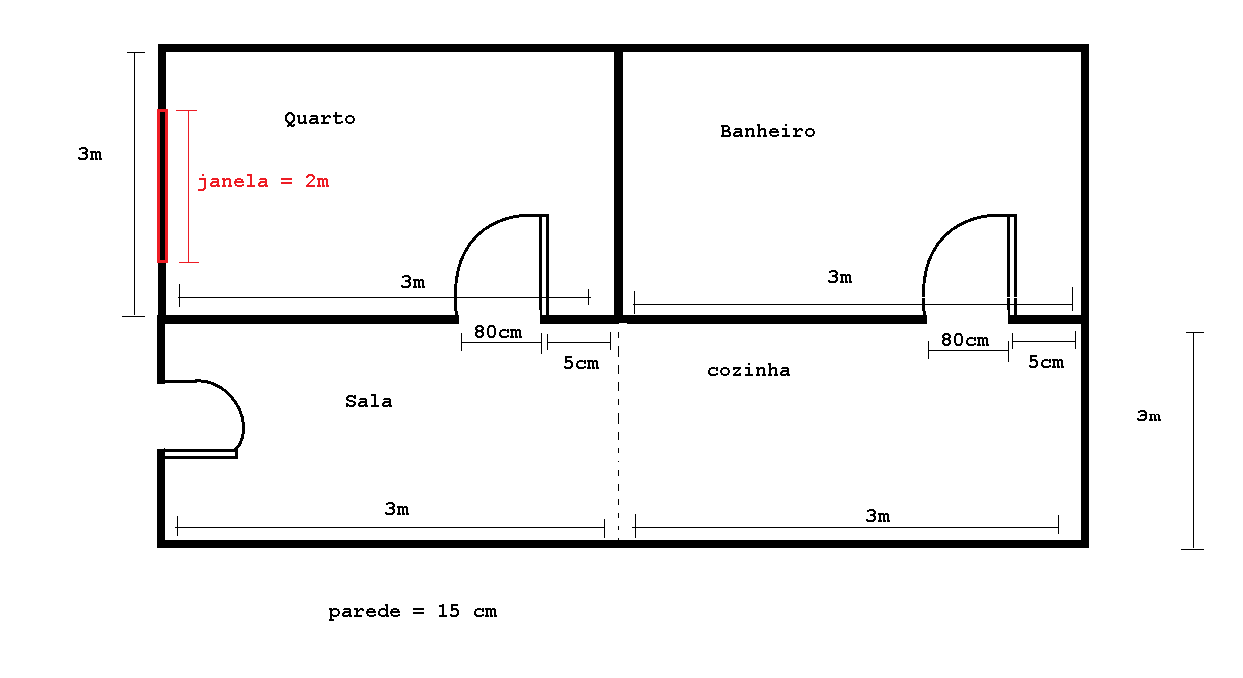 Quarto
Banheiro
3m
janela = 2m
3m
3m
80cm
80cm
5cm
5cm
cozinha
Sala
3m
3m
3m
parede = 15 cm